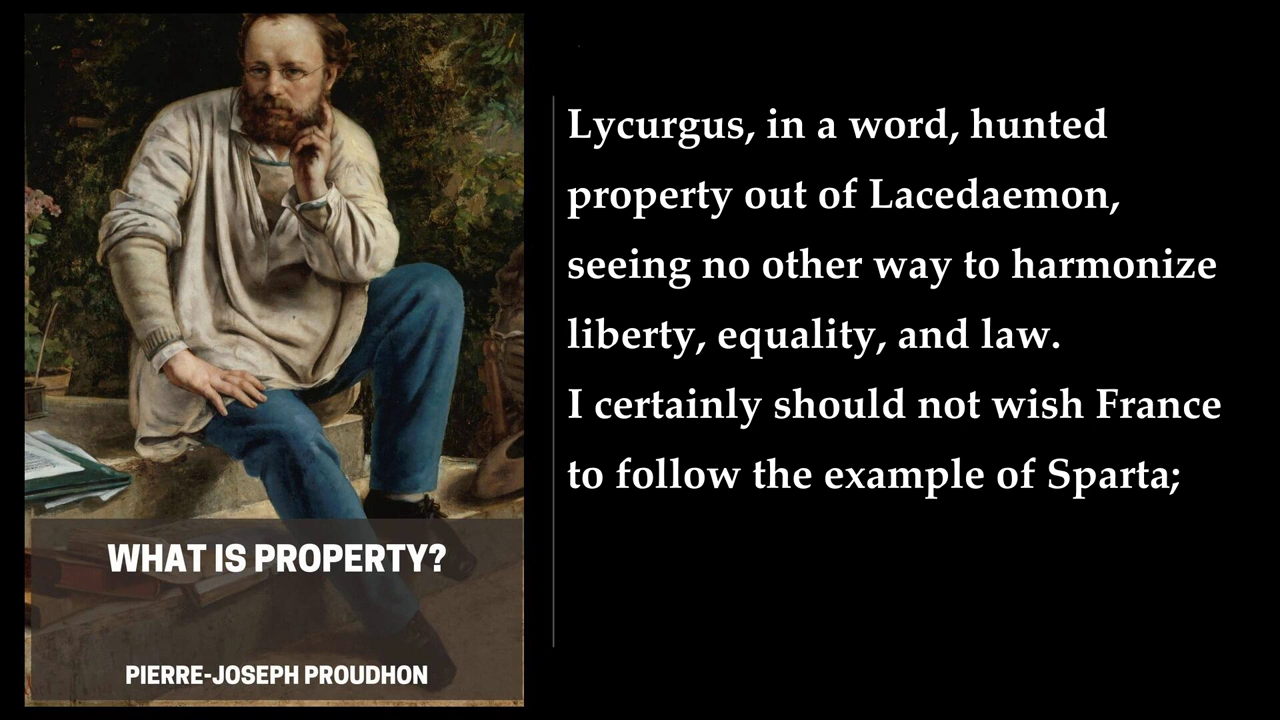 WHAT IS PROPERTY?
PIERRE-JOSEPH PROUDHON
Lycurgus, in a word, hunted
property out of Lacedaemon,
seeing no other way to harmonize
liberty, equality, and law.
I certainly should not wish France
to follow the example of Sparta;